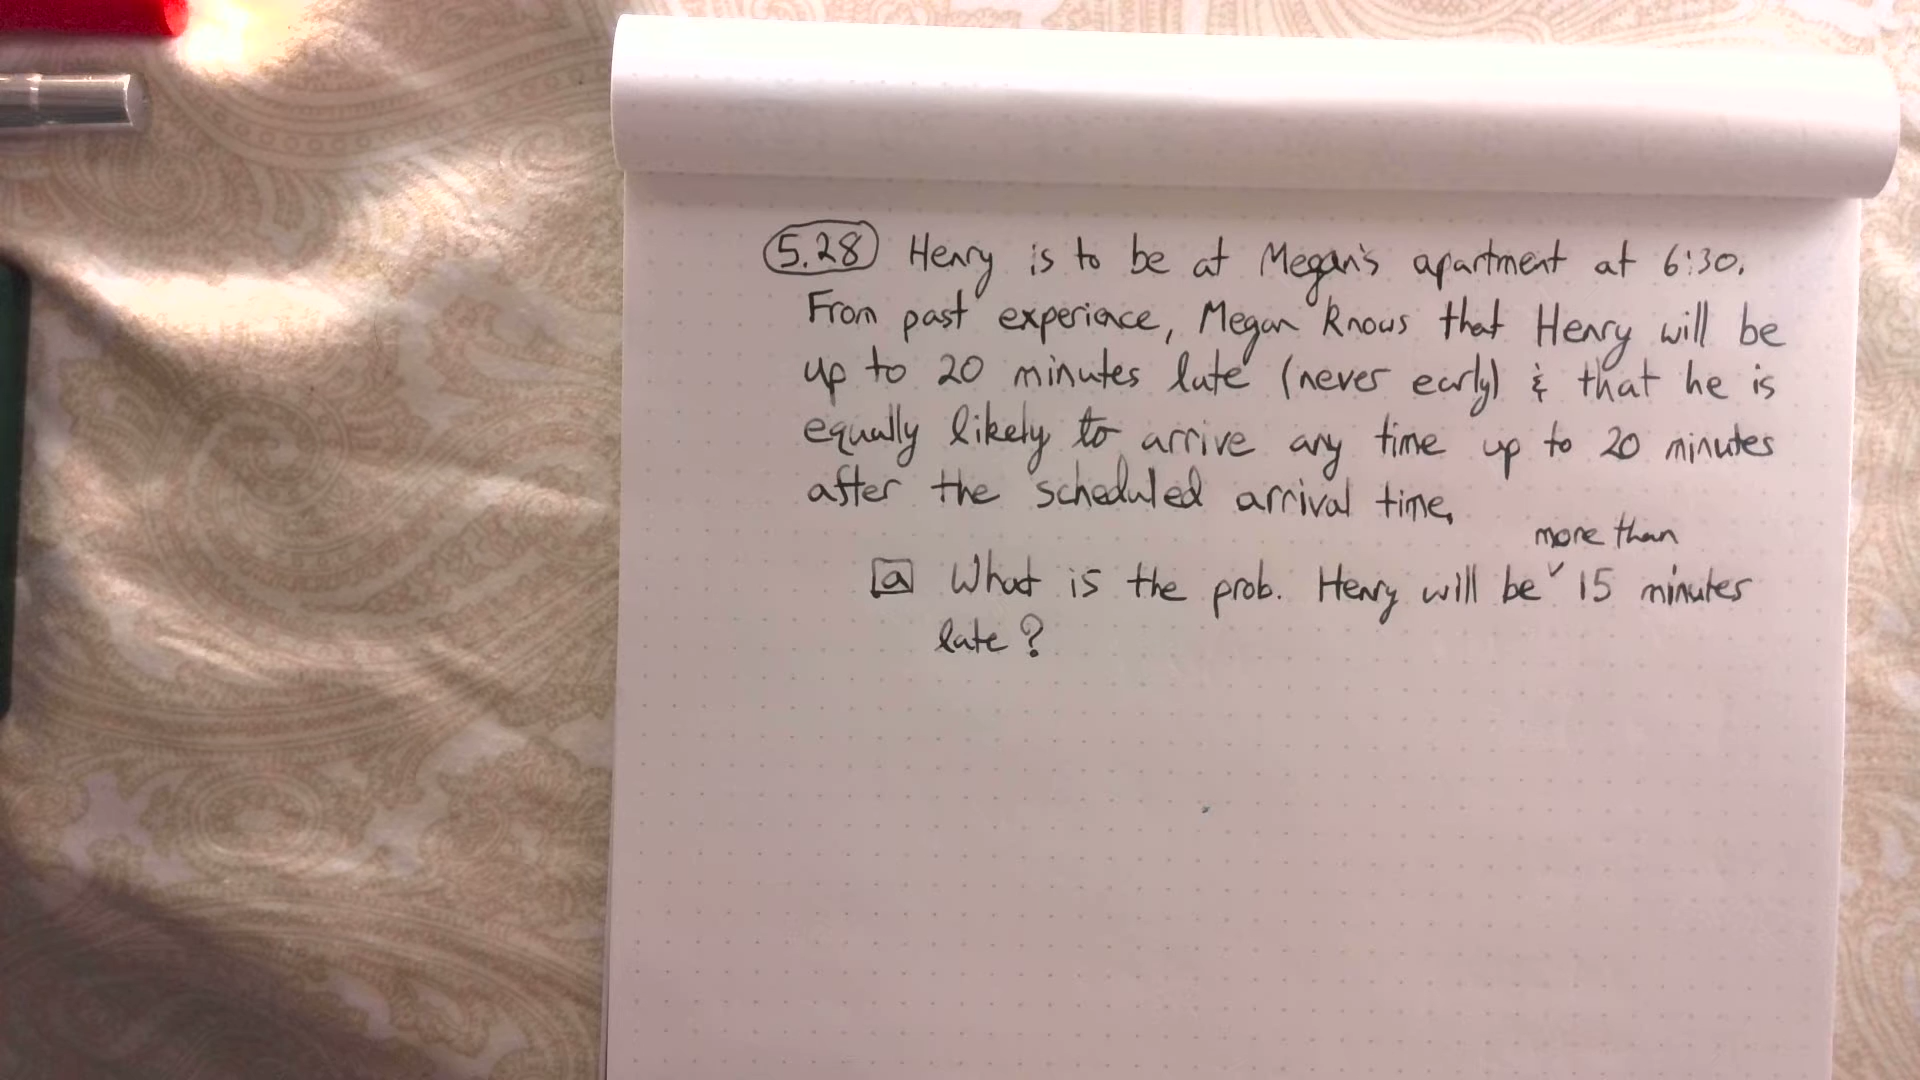 5.28 Henry is to be at Megan's apartment at 6:30.
From past experience, Megan knows that Henry will be
up to 20 minutes late (never early) & that he is
equally likely to arrive any time up to 20 minutes
after the scheduled arrival time.
more than
a What is the prob. Henry will be ˅ 15 minutes
late?